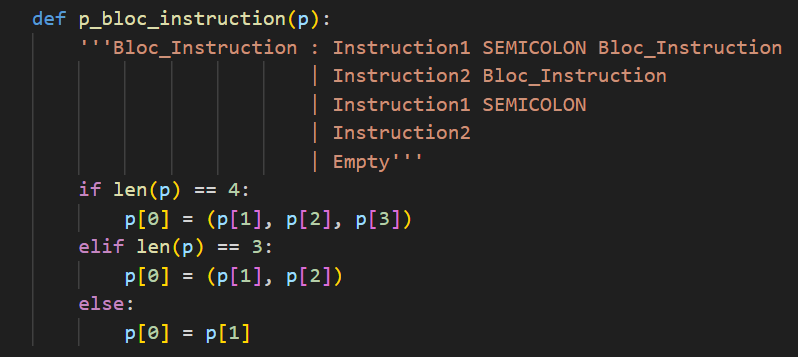 def p_bloc_instruction(p):
    '''Bloc_Instruction : Instruction1 SEMICOLON Bloc_Instruction
                        | Instruction2 Bloc_Instruction
                        | Instruction1 SEMICOLON
                        | Instruction2
                        | Empty'''
    if len(p) == 4:
        p[0] = (p[1], p[2], p[3])
    elif len(p) == 3:
        p[0] = (p[1], p[2])
    else:
        p[0] = p[1]